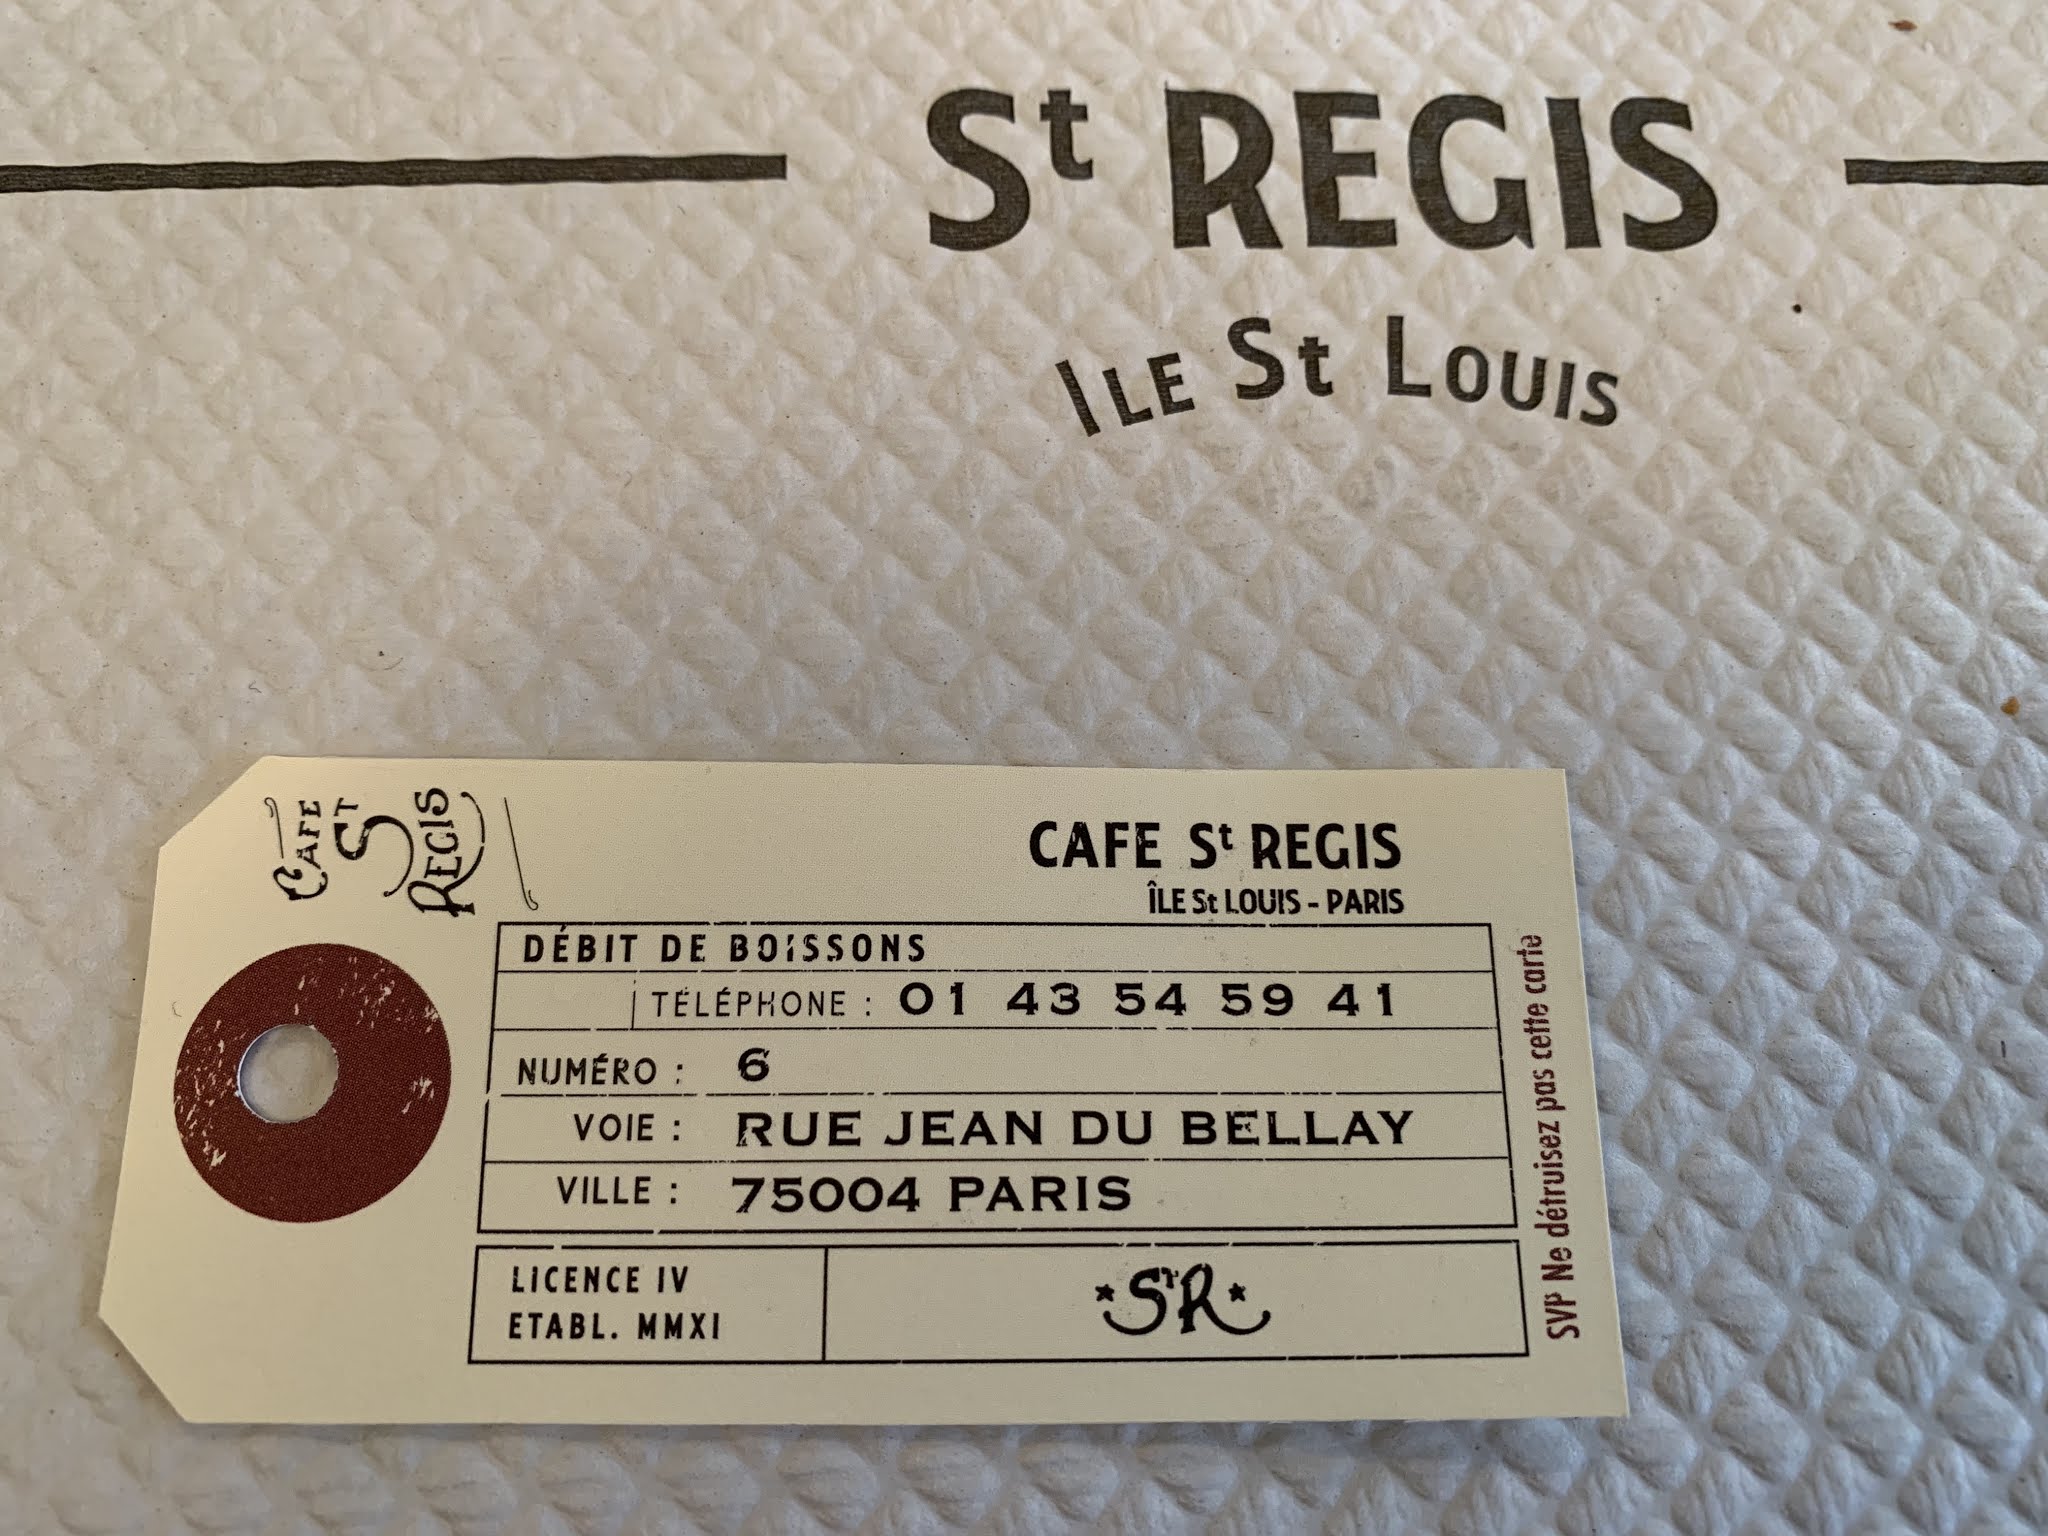 St REGIS
ILE St LOUIS
CAFE
ST
REGIS
CAFE St REGIS
ÎLE St LOUIS - PARIS
DÉBIT DE BOISSONS
TÉLÉPHONE : 01 43 54 59 41
NUMÉRO : 6
VOIE : RUE JEAN DU BELLAY
VILLE : 75004 PARIS
LICENCE IV
ETABL. MMXI
*StR*
SVP Ne détruisez pas cette carte